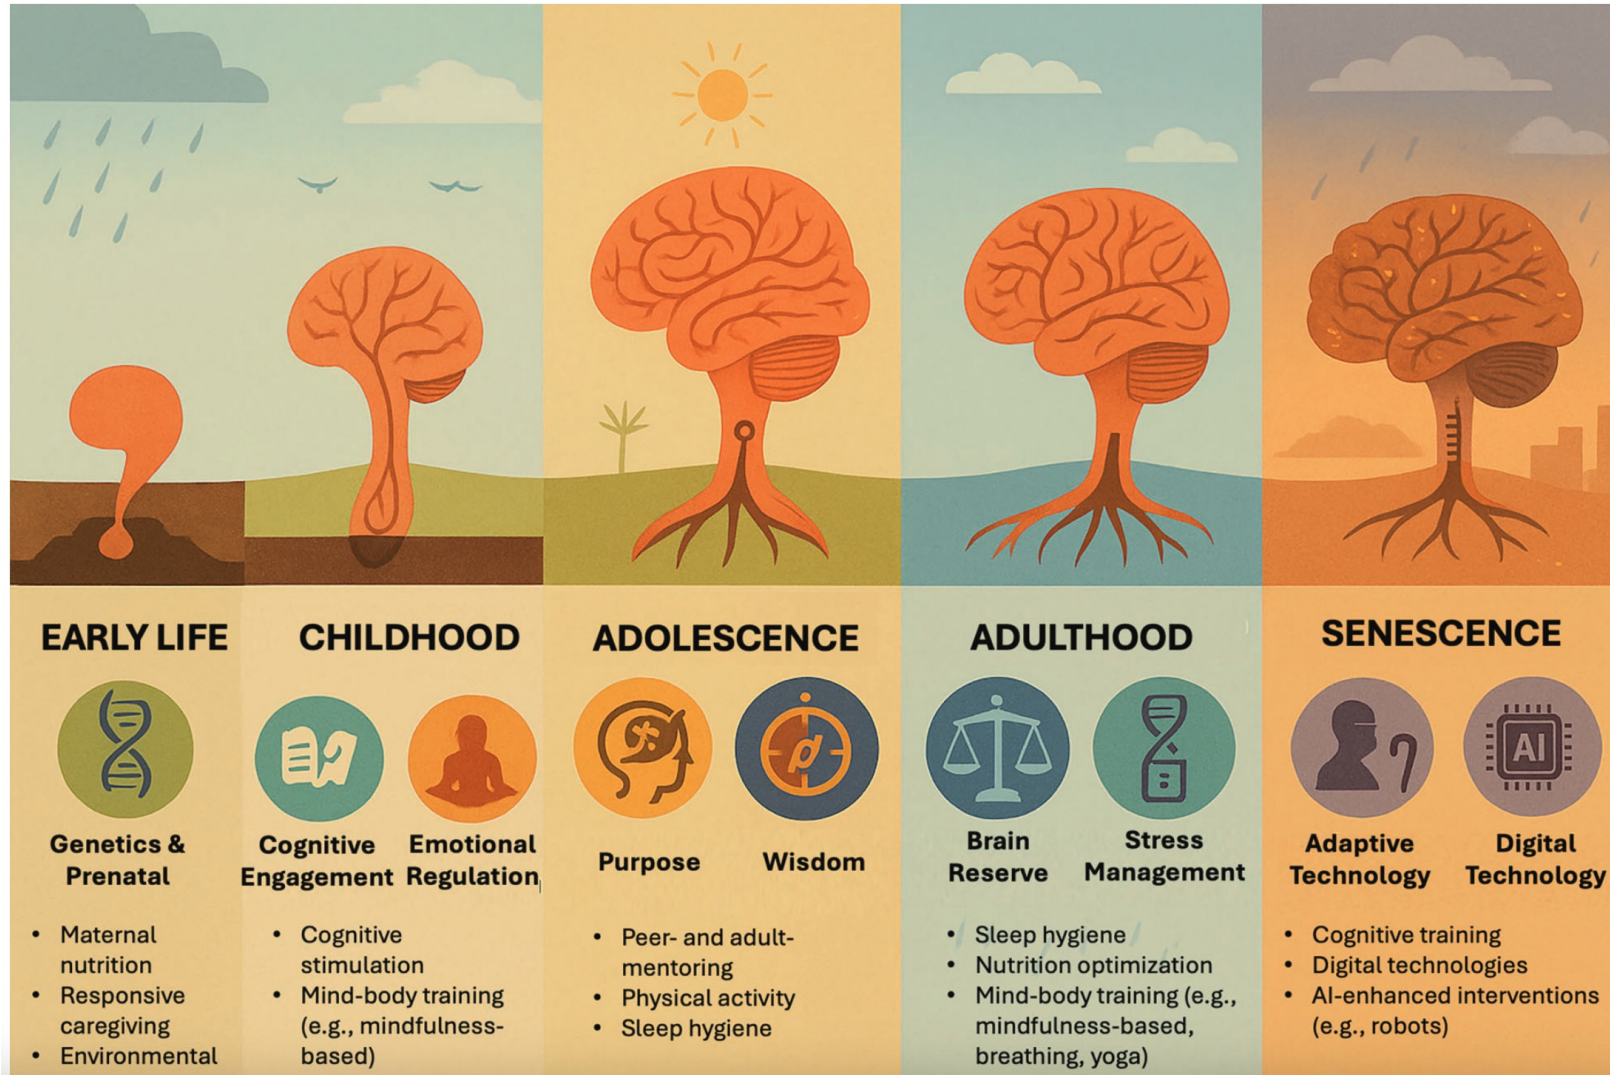 EARLY LIFE
Genetics &
Prenatal
• Maternal
nutrition
• Responsive
caregiving
• Environmental
CHILDHOOD
Cognitive
Engagement
Emotional
Regulation
• Cognitive
stimulation
• Mind-body training
(e.g., mindfulness-
based)
ADOLESCENCE
Purpose
Wisdom
• Peer- and adult-
mentoring
• Physical activity
• Sleep hygiene
ADULTHOOD
Brain
Reserve
Stress
Management
• Sleep hygiene
• Nutrition optimization
• Mind-body training (e.g.,
mindfulness-based,
breathing, yoga)
SENESCENCE
AI
Adaptive
Technology
Digital
Technology
• Cognitive training
• Digital technologies
• AI-enhanced interventions
(e.g., robots)